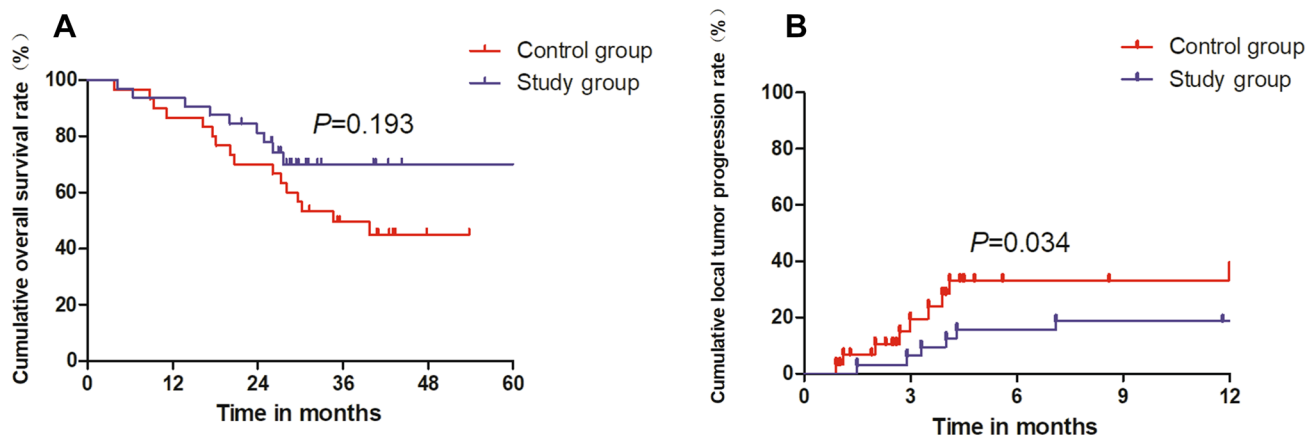 A
Control group
Study group
Cumulative overall survival rate (%)
100
80
60
40
20
0
P=0.193
0 12 24 36 48 60
Time in months
B
Control group
Study group
Cumulative local tumor progression rate (%)
100
80
60
40
20
0
P=0.034
0 3 6 9 12
Time in months